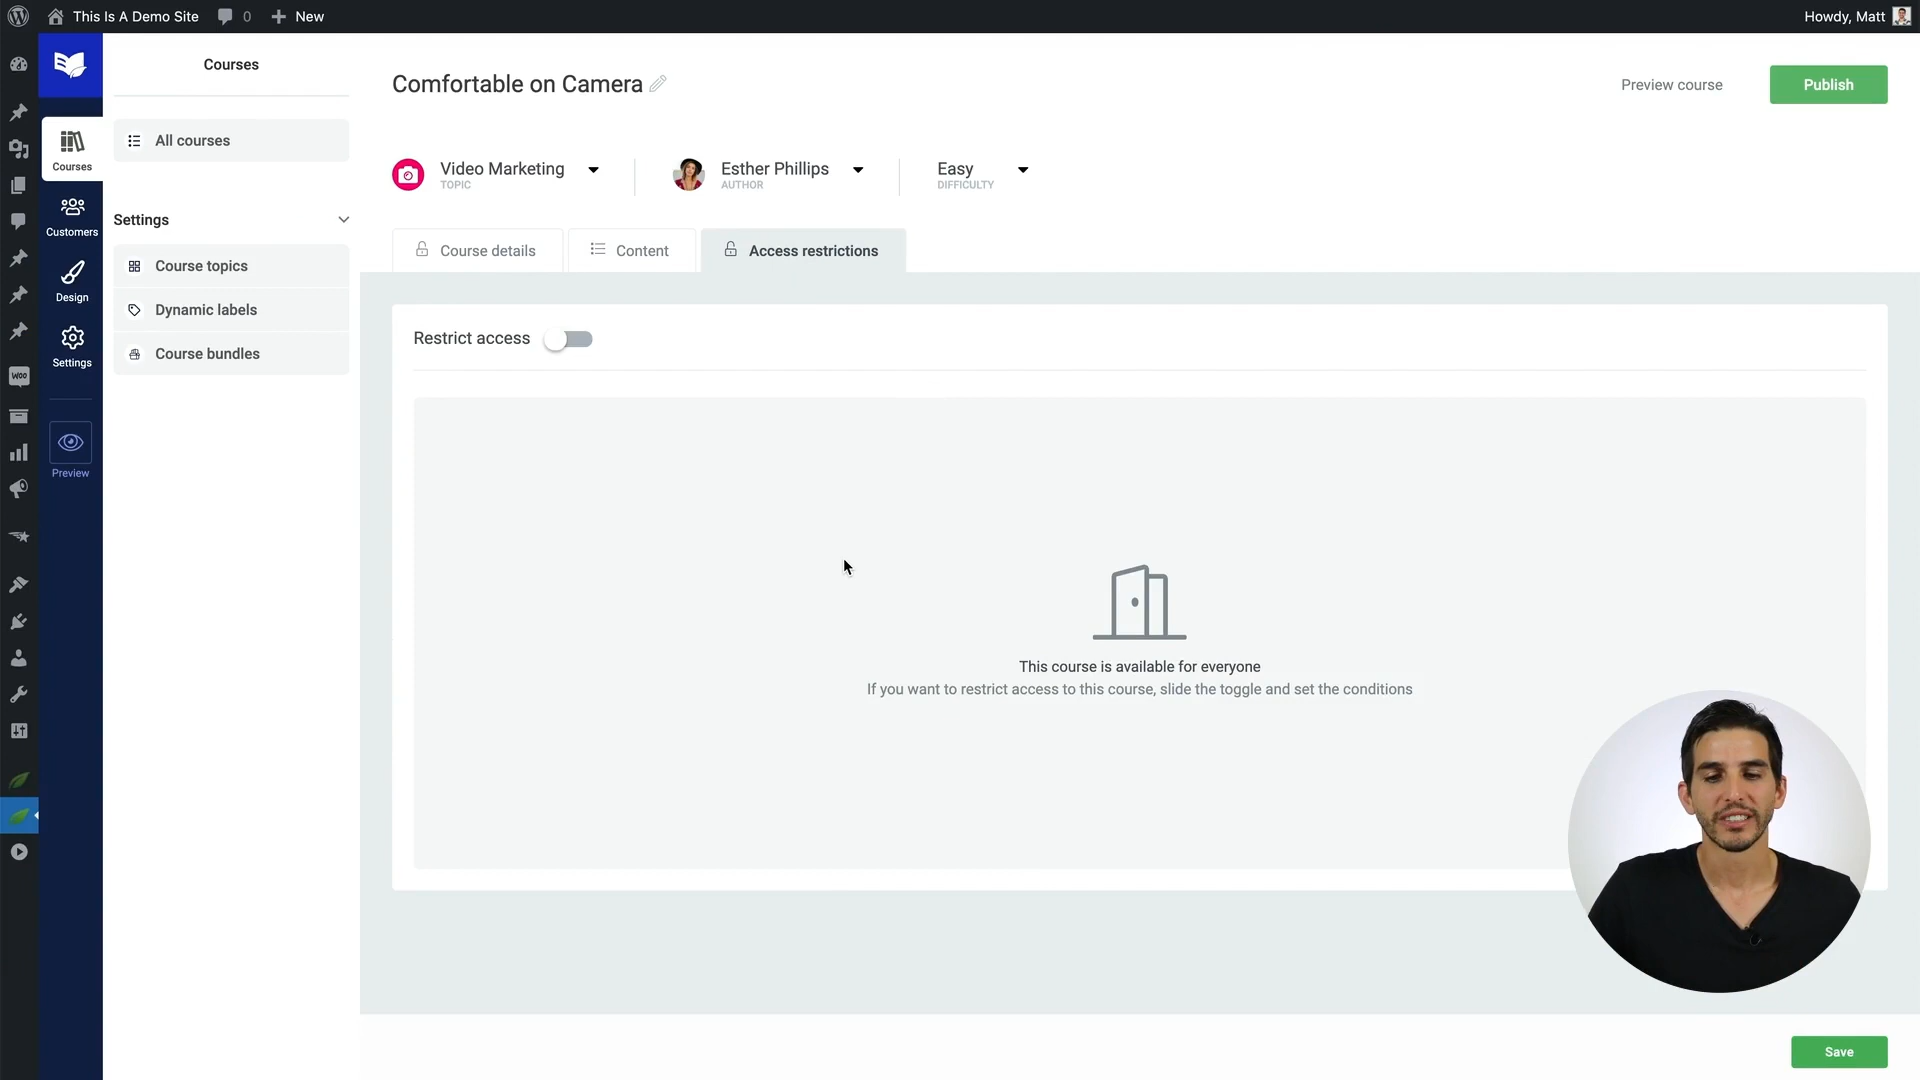 This Is A Demo Site
0
New
Howdy, Matt
Courses
Comfortable on Camera
Preview course
Publish
All courses
Courses
Video Marketing
TOPIC
Esther Phillips
AUTHOR
Easy
DIFFICULTY
Customers
Settings
Course details
Content
Access restrictions
Course topics
Design
Dynamic labels
Restrict access
Settings
Course bundles
WOO
Preview
This course is available for everyone
If you want to restrict access to this course, slide the toggle and set the conditions
Save